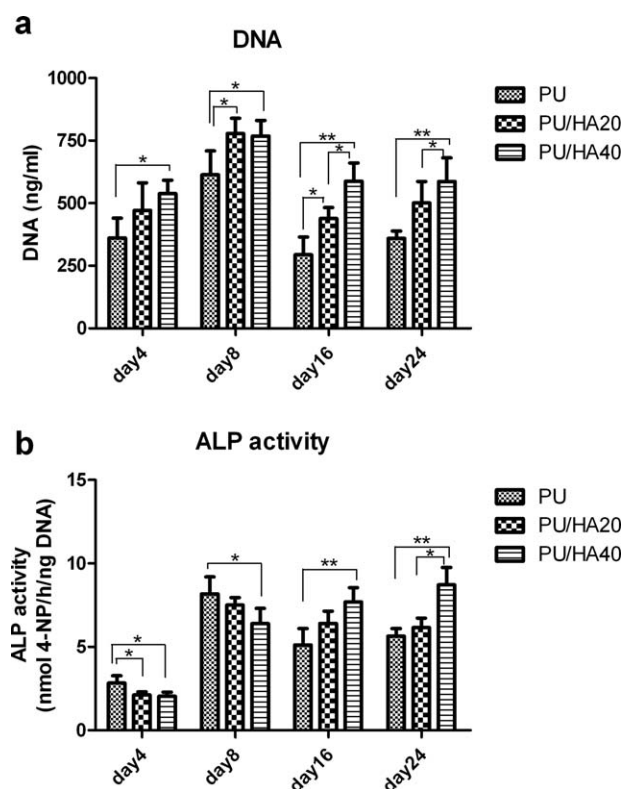 a
DNA
DNA (ng/ml)
1000
750
500
250
0
*
*
*
**
*
*
**
*
day4
day8
day16
day24
PU
PU/HA20
PU/HA40
b
ALP activity
ALP activity
(nmol 4-NP/h/ng DNA)
15
10
5
0
*
*
*
**
**
*
day4
day8
day16
day24
PU
PU/HA20
PU/HA40